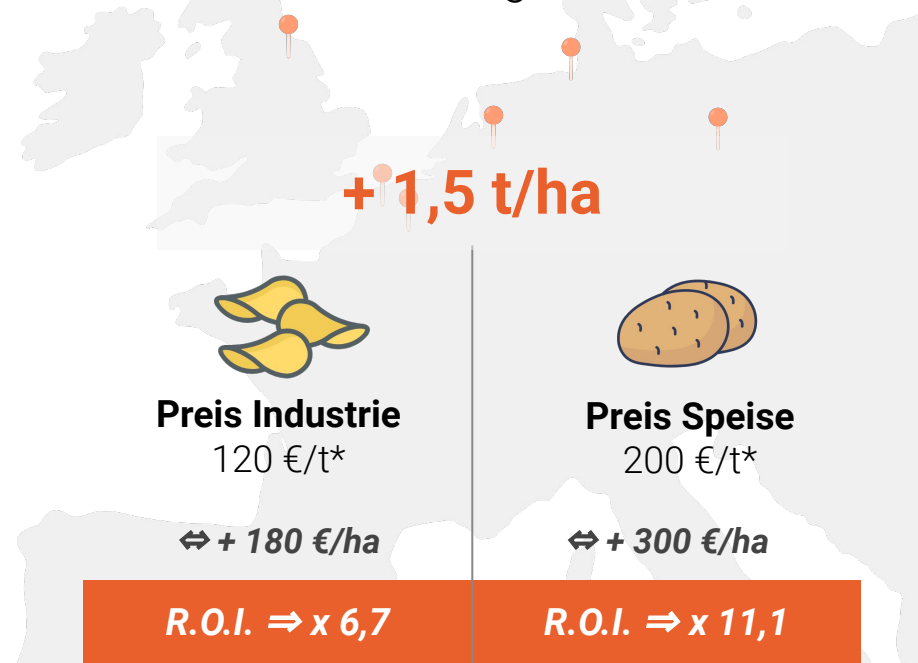 + 1,5 t/ha
Preis Industrie
120 €/t*
⇔ + 180 €/ha
R.O.I. ⇒ x 6,7
Preis Speise
200 €/t*
⇔ + 300 €/ha
R.O.I. ⇒ x 11,1